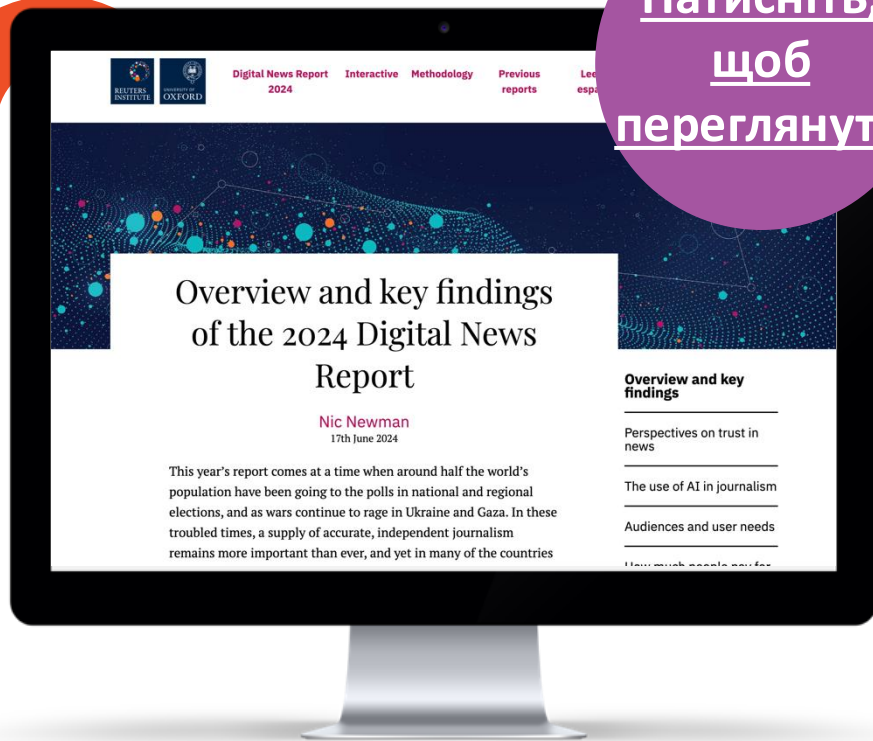 Натисніть,
щоб
REUTERS
INSTITUTE
UNIVERSITY OF
OXFORD
Digital News Report
2024
Interactive
Methodology
Previous
reports
Overview and key findings
of the 2024 Digital News
Report
Nic Newman
17th June 2024
This year's report comes at a time when around half the world's
population have been going to the polls in national and regional
elections, and as wars continue to rage in Ukraine and Gaza. In these
troubled times, a supply of accurate, independent journalism
remains more important than ever, and yet in many of the countries
Overview and key
findings
Perspectives on trust in
news
The use of AI in journalism
Audiences and user needs
How much people pay for